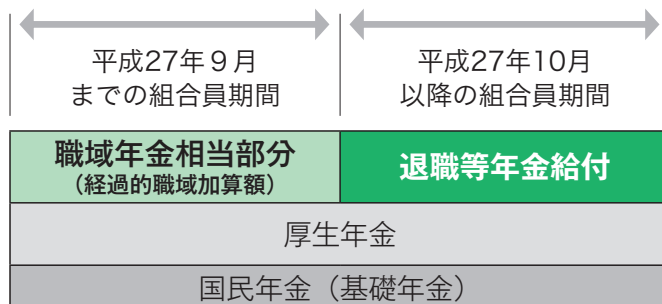 平成27年９月
までの組合員期間
平成27年10月
以降の組合員期間
職域年金相当部分
（経過的職域加算額）
退職等年金給付
厚生年金
国民年金（基礎年金）